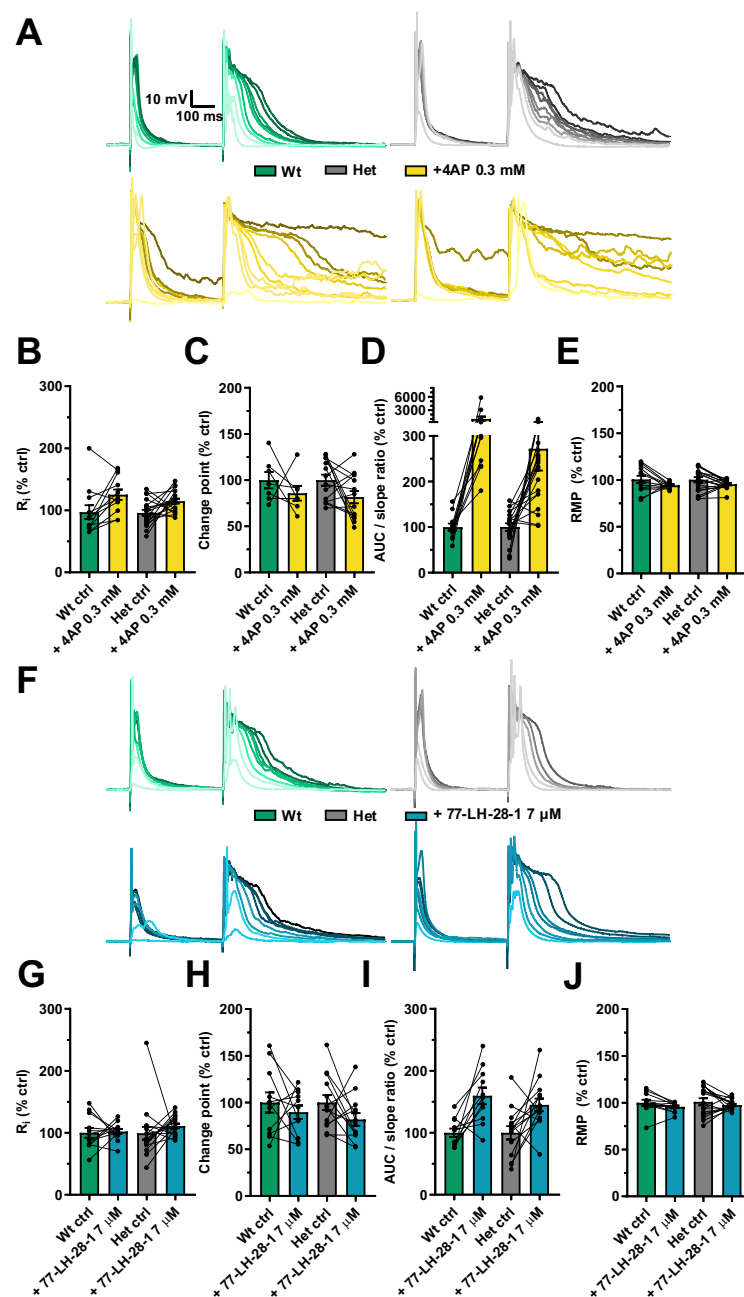 A
10 mV
100 ms
Wt
Het
+4AP 0.3 mM
B
C
D
E
Ri (% ctrl)
300
200
100
0
Wt ctrl
+ 4AP 0.3 mM
Het ctrl
+ 4AP 0.3 mM
Change point (% ctrl)
200
150
100
50
0
Wt ctrl
+ 4AP 0.3 mM
Het ctrl
+ 4AP 0.3 mM
AUC / slope ratio (% ctrl)
6000
3000
300
200
100
0
Wt ctrl
+ 4AP 0.3 mM
Het ctrl
+ 4AP 0.3 mM
RMP (% ctrl)
200
150
100
50
0
Wt ctrl
+ 4AP 0.3 mM
Het ctrl
+ 4AP 0.3 mM
F
Wt
Het
+ 77-LH-28-1 7 µM
G
H
I
J
Ri (% ctrl)
300
200
100
0
Wt ctrl
+ 77-LH-28-1 7 µM
Het ctrl
+ 77-LH-28-1 7 µM
Change point (% ctrl)
200
150
100
50
0
Wt ctrl
+ 77-LH-28-1 7 µM
Het ctrl
+ 77-LH-28-1 7 µM
AUC / slope ratio (% ctrl)
300
200
100
0
Wt ctrl
+ 77-LH-28-1 7 µM
Het ctrl
+ 77-LH-28-1 7 µM
RMP (% ctrl)
200
150
100
50
0
Wt ctrl
+ 77-LH-28-1 7 µM
Het ctrl
+ 77-LH-28-1 7 µM